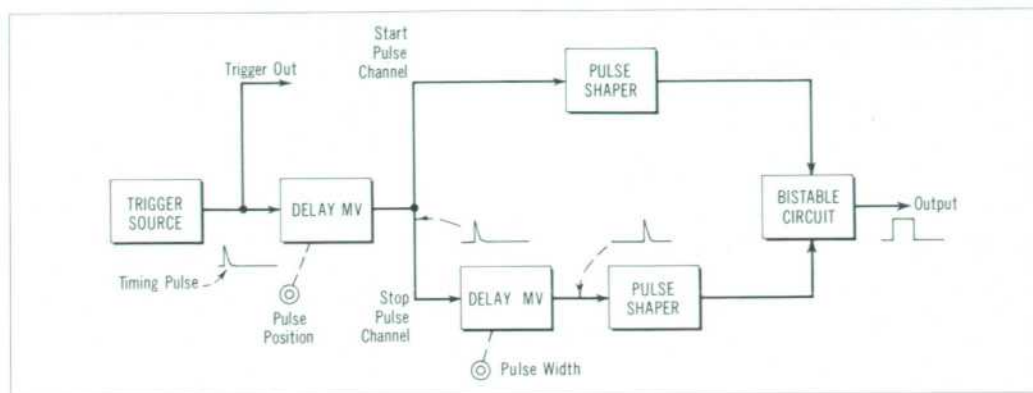 Start
Pulse
Channel
Trigger Out
PULSE
SHAPER
TRIGGER
SOURCE
DELAY MV
BISTABLE
CIRCUIT
Output
Timing Pulse
Pulse
Position
Stop
Pulse
Channel
DELAY MV
PULSE
SHAPER
Pulse Width